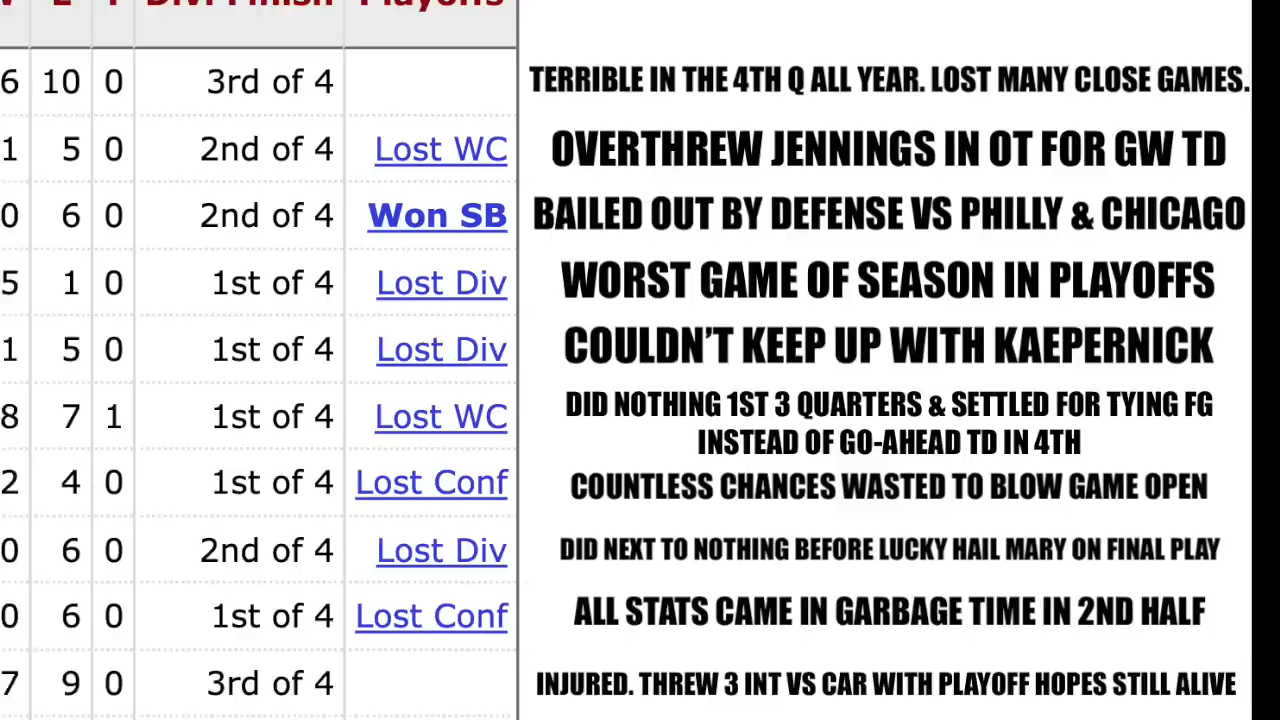 W L T Div. Finish Playoffs
6 10 0 3rd of 4 TERRIBLE IN THE 4TH Q ALL YEAR. LOST MANY CLOSE GAMES.
1 5 0 2nd of 4 Lost WC OVERTHREW JENNINGS IN OT FOR GW TD
0 6 0 2nd of 4 Won SB BAILED OUT BY DEFENSE VS PHILLY & CHICAGO
5 1 0 1st of 4 Lost Div WORST GAME OF SEASON IN PLAYOFFS
1 5 0 1st of 4 Lost Div COULDN'T KEEP UP WITH KAEPERNICK
8 7 1 1st of 4 Lost WC DID NOTHING 1ST 3 QUARTERS & SETTLED FOR TYING FG
INSTEAD OF GO-AHEAD TD IN 4TH
2 4 0 1st of 4 Lost Conf COUNTLESS CHANCES WASTED TO BLOW GAME OPEN
0 6 0 2nd of 4 Lost Div DID NEXT TO NOTHING BEFORE LUCKY HAIL MARY ON FINAL PLAY
0 6 0 1st of 4 Lost Conf ALL STATS CAME IN GARBAGE TIME IN 2ND HALF
7 9 0 3rd of 4 INJURED. THREW 3 INT VS CAR WITH PLAYOFF HOPES STILL ALIVE